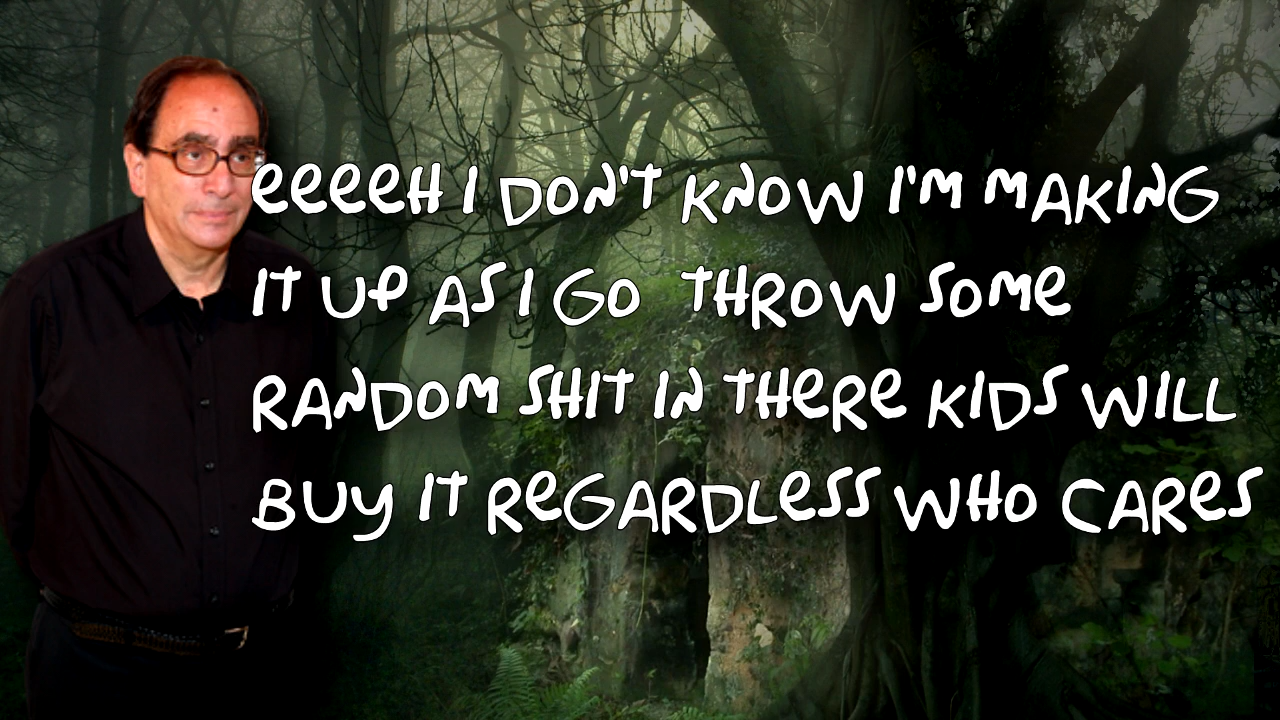 eeeeH I DON'T KNOW I'M MAKING
IT UP AS I GO THROW SOMe
RANDOM SHIT IN THeRe KIDS WILL
BUY IT ReGARDLeSS WHO CAReS